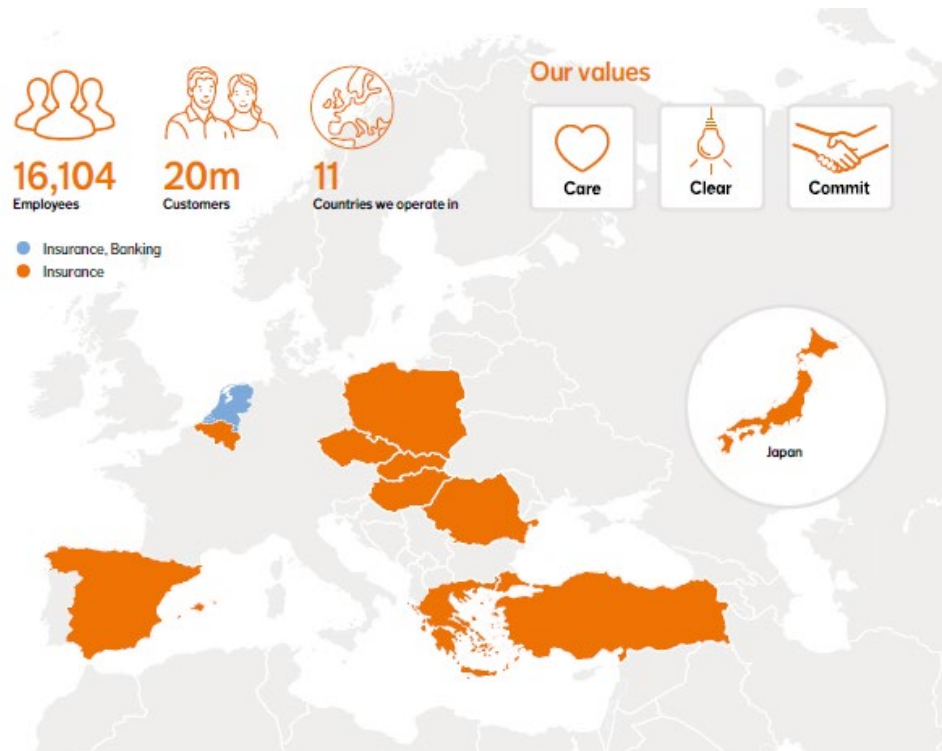 Our values
16,104
Employees
20m
Customers
11
Countries we operate in
Care
Clear
Commit
Insurance, Banking
Insurance
Japan